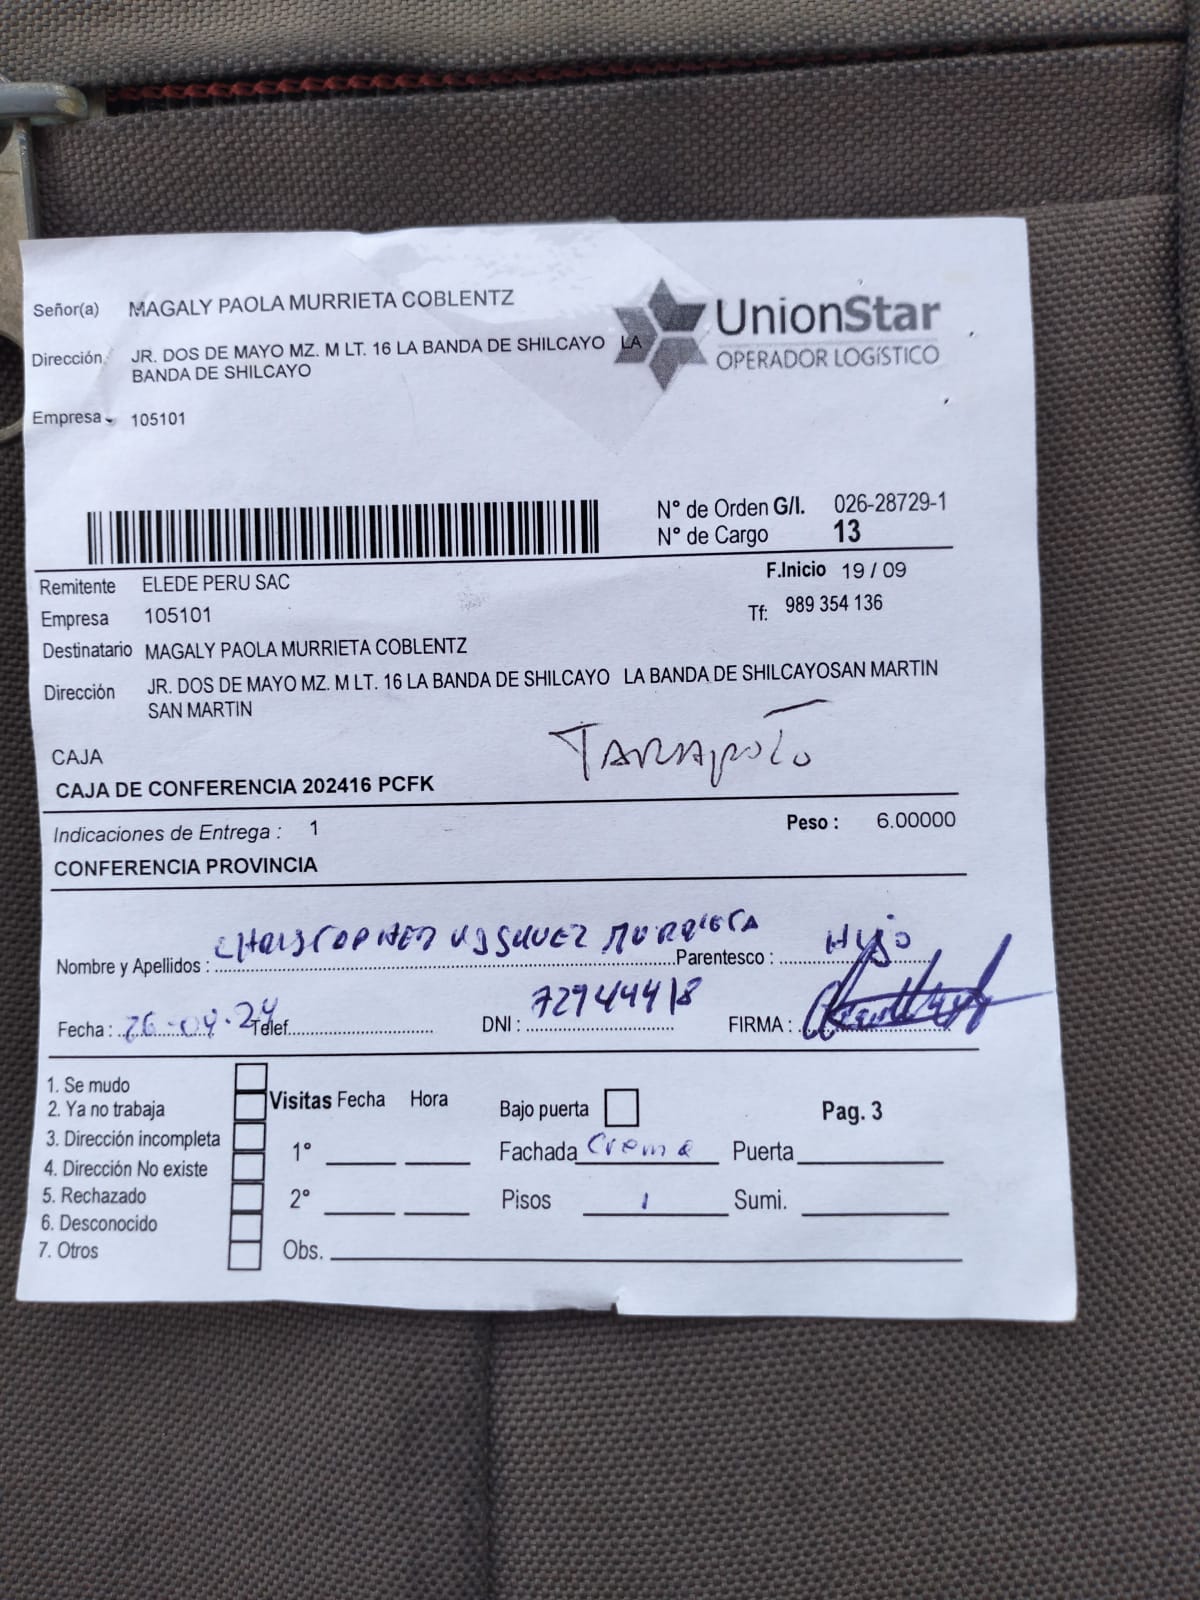 Señor(a) MAGALY PAOLA MURRIETA COBLENTZ
UnionStar
OPERADOR LOGÍSTICO
Dirección JR. DOS DE MAYO MZ. M LT. 16 LA BANDA DE SHILCAYO LA
BANDA DE SHILCAYO
Empresa 105101
N° de Orden G/I. 026-28729-1
N° de Cargo 13
Remitente ELEDE PERU SAC
F.Inicio 19 / 09
Empresa 105101
Tf: 989 354 136
Destinatario MAGALY PAOLA MURRIETA COBLENTZ
Dirección JR. DOS DE MAYO MZ. M LT. 16 LA BANDA DE SHILCAYO LA BANDA DE SHILCAYOSAN MARTIN
SAN MARTIN
TARAPOTO
CAJA
CAJA DE CONFERENCIA 202416 PCFK
Indicaciones de Entrega : 1 Peso : 6.00000
CONFERENCIA PROVINCIA
Nombre y Apellidos : CHRISTOPHER VASQUEZ MURRIETA Parentesco : Hijo
Fecha : 26-09-24 Telef. DNI : 72944418 FIRMA :
1. Se mudo
2. Ya no trabaja
3. Dirección incompleta
4. Dirección No existe
5. Rechazado
6. Desconocido
7. Otros
Visitas Fecha Hora
1°
2°
Obs.
Bajo puerta
Pag. 3
Fachada Crema Puerta
Pisos 1 Sumi.